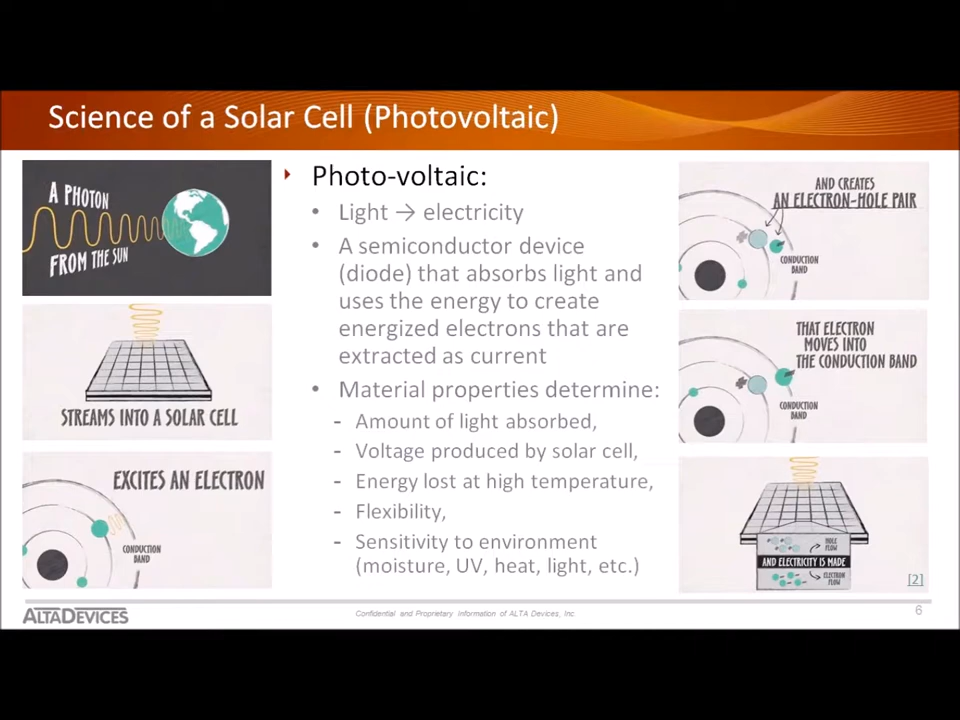 Science of a Solar Cell (Photovoltaic)
A PHOTON
FROM THE SUN
STREAMS INTO A SOLAR CELL
EXCITES AN ELECTRON
CONDUCTION
BAND
Photo-voltaic:
• Light → electricity
• A semiconductor device
(diode) that absorbs light and
uses the energy to create
energized electrons that are
extracted as current
• Material properties determine:
- Amount of light absorbed,
- Voltage produced by solar cell,
- Energy lost at high temperature,
- Flexibility,
- Sensitivity to environment
(moisture, UV, heat, light, etc.)
AND CREATES
AN ELECTRON-HOLE PAIR
CONDUCTION
BAND
THAT ELECTRON
MOVES INTO
THE CONDUCTION BAND
CONDUCTION
BAND
HOLE
FLOW
AND ELECTRICITY IS MADE
ELECTRON
FLOW
[2]
ALTADEVICES
Confidential and Proprietary Information of ALTA Devices, Inc.
6